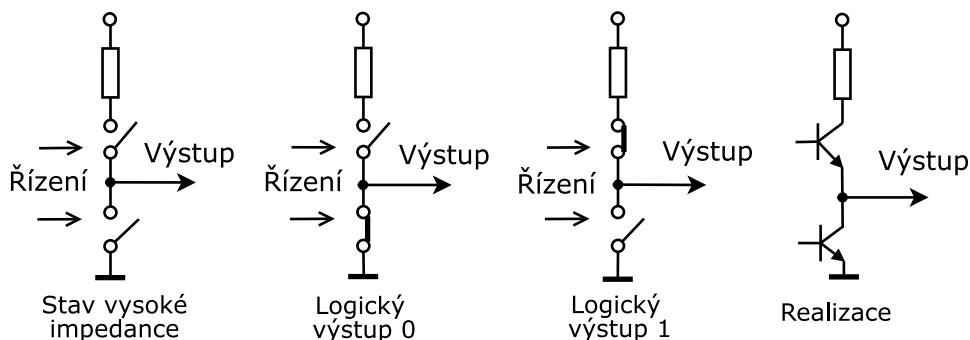 Výstup
Řízení
Stav vysoké
impedance
Výstup
Řízení
Logický
výstup 0
Výstup
Řízení
Logický
výstup 1
Výstup
Realizace